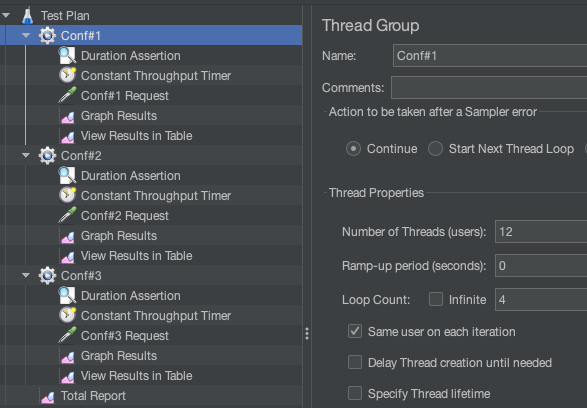 Test Plan
Conf#1
Duration Assertion
Constant Throughput Timer
Conf#1 Request
Graph Results
View Results in Table
Conf#2
Duration Assertion
Constant Throughput Timer
Conf#2 Request
Graph Results
View Results in Table
Conf#3
Duration Assertion
Constant Throughput Timer
Conf#3 Request
Graph Results
View Results in Table
Total Report
Thread Group
Name: Conf#1
Comments:
Action to be taken after a Sampler error
Continue Start Next Thread Loop
Thread Properties
Number of Threads (users): 12
Ramp-up period (seconds): 0
Loop Count: Infinite 4
Same user on each iteration
Delay Thread creation until needed
Specify Thread lifetime